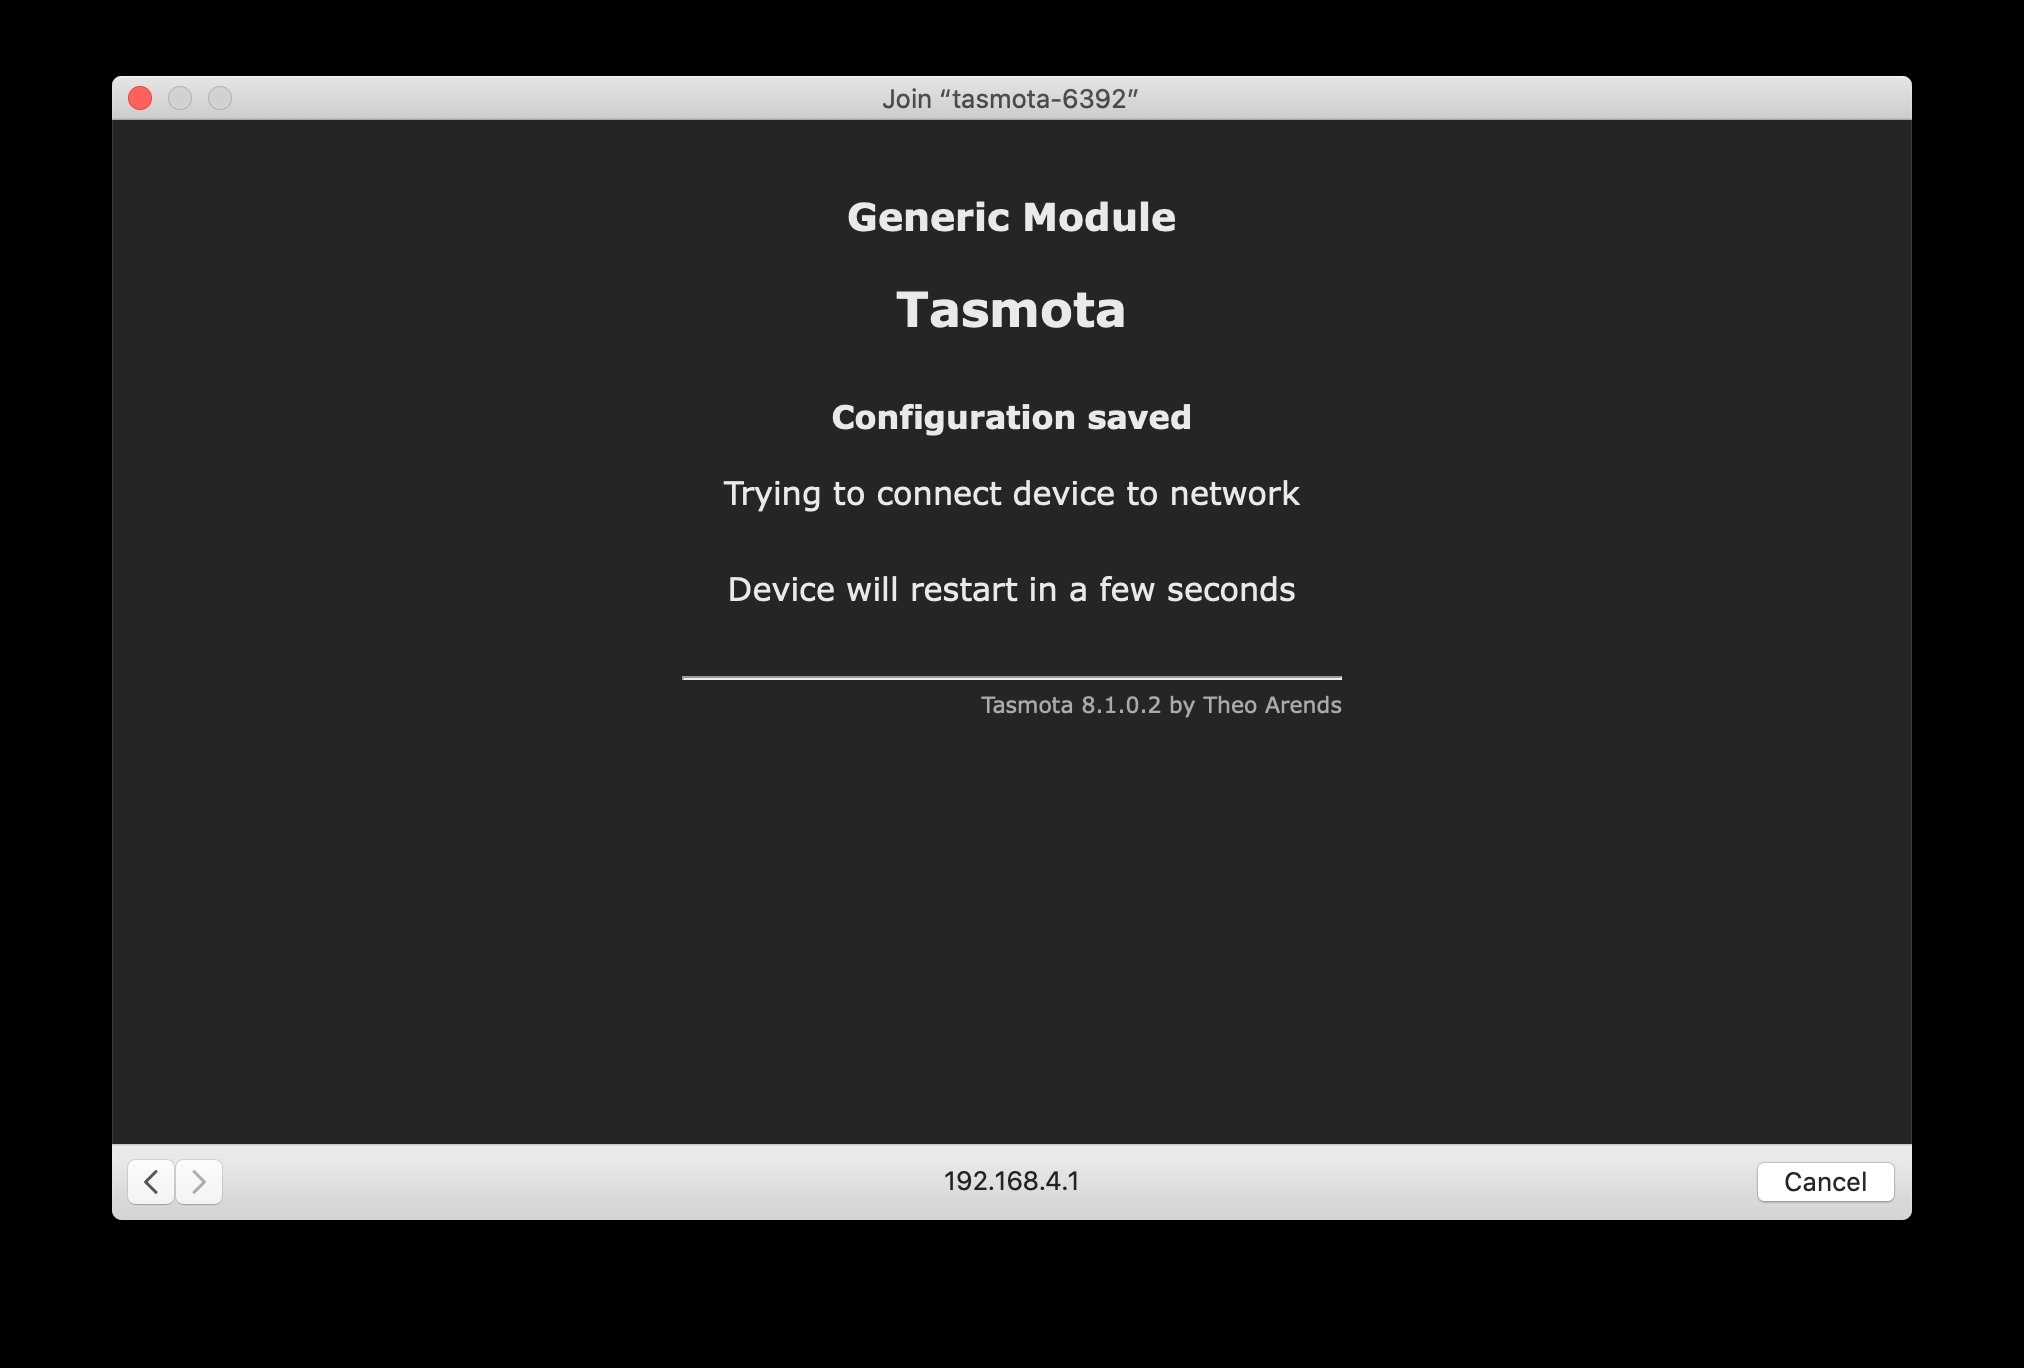 Join “tasmota-6392”
Generic Module
Tasmota
Configuration saved
Trying to connect device to network
Device will restart in a few seconds
Tasmota 8.1.0.2 by Theo Arends
192.168.4.1
Cancel